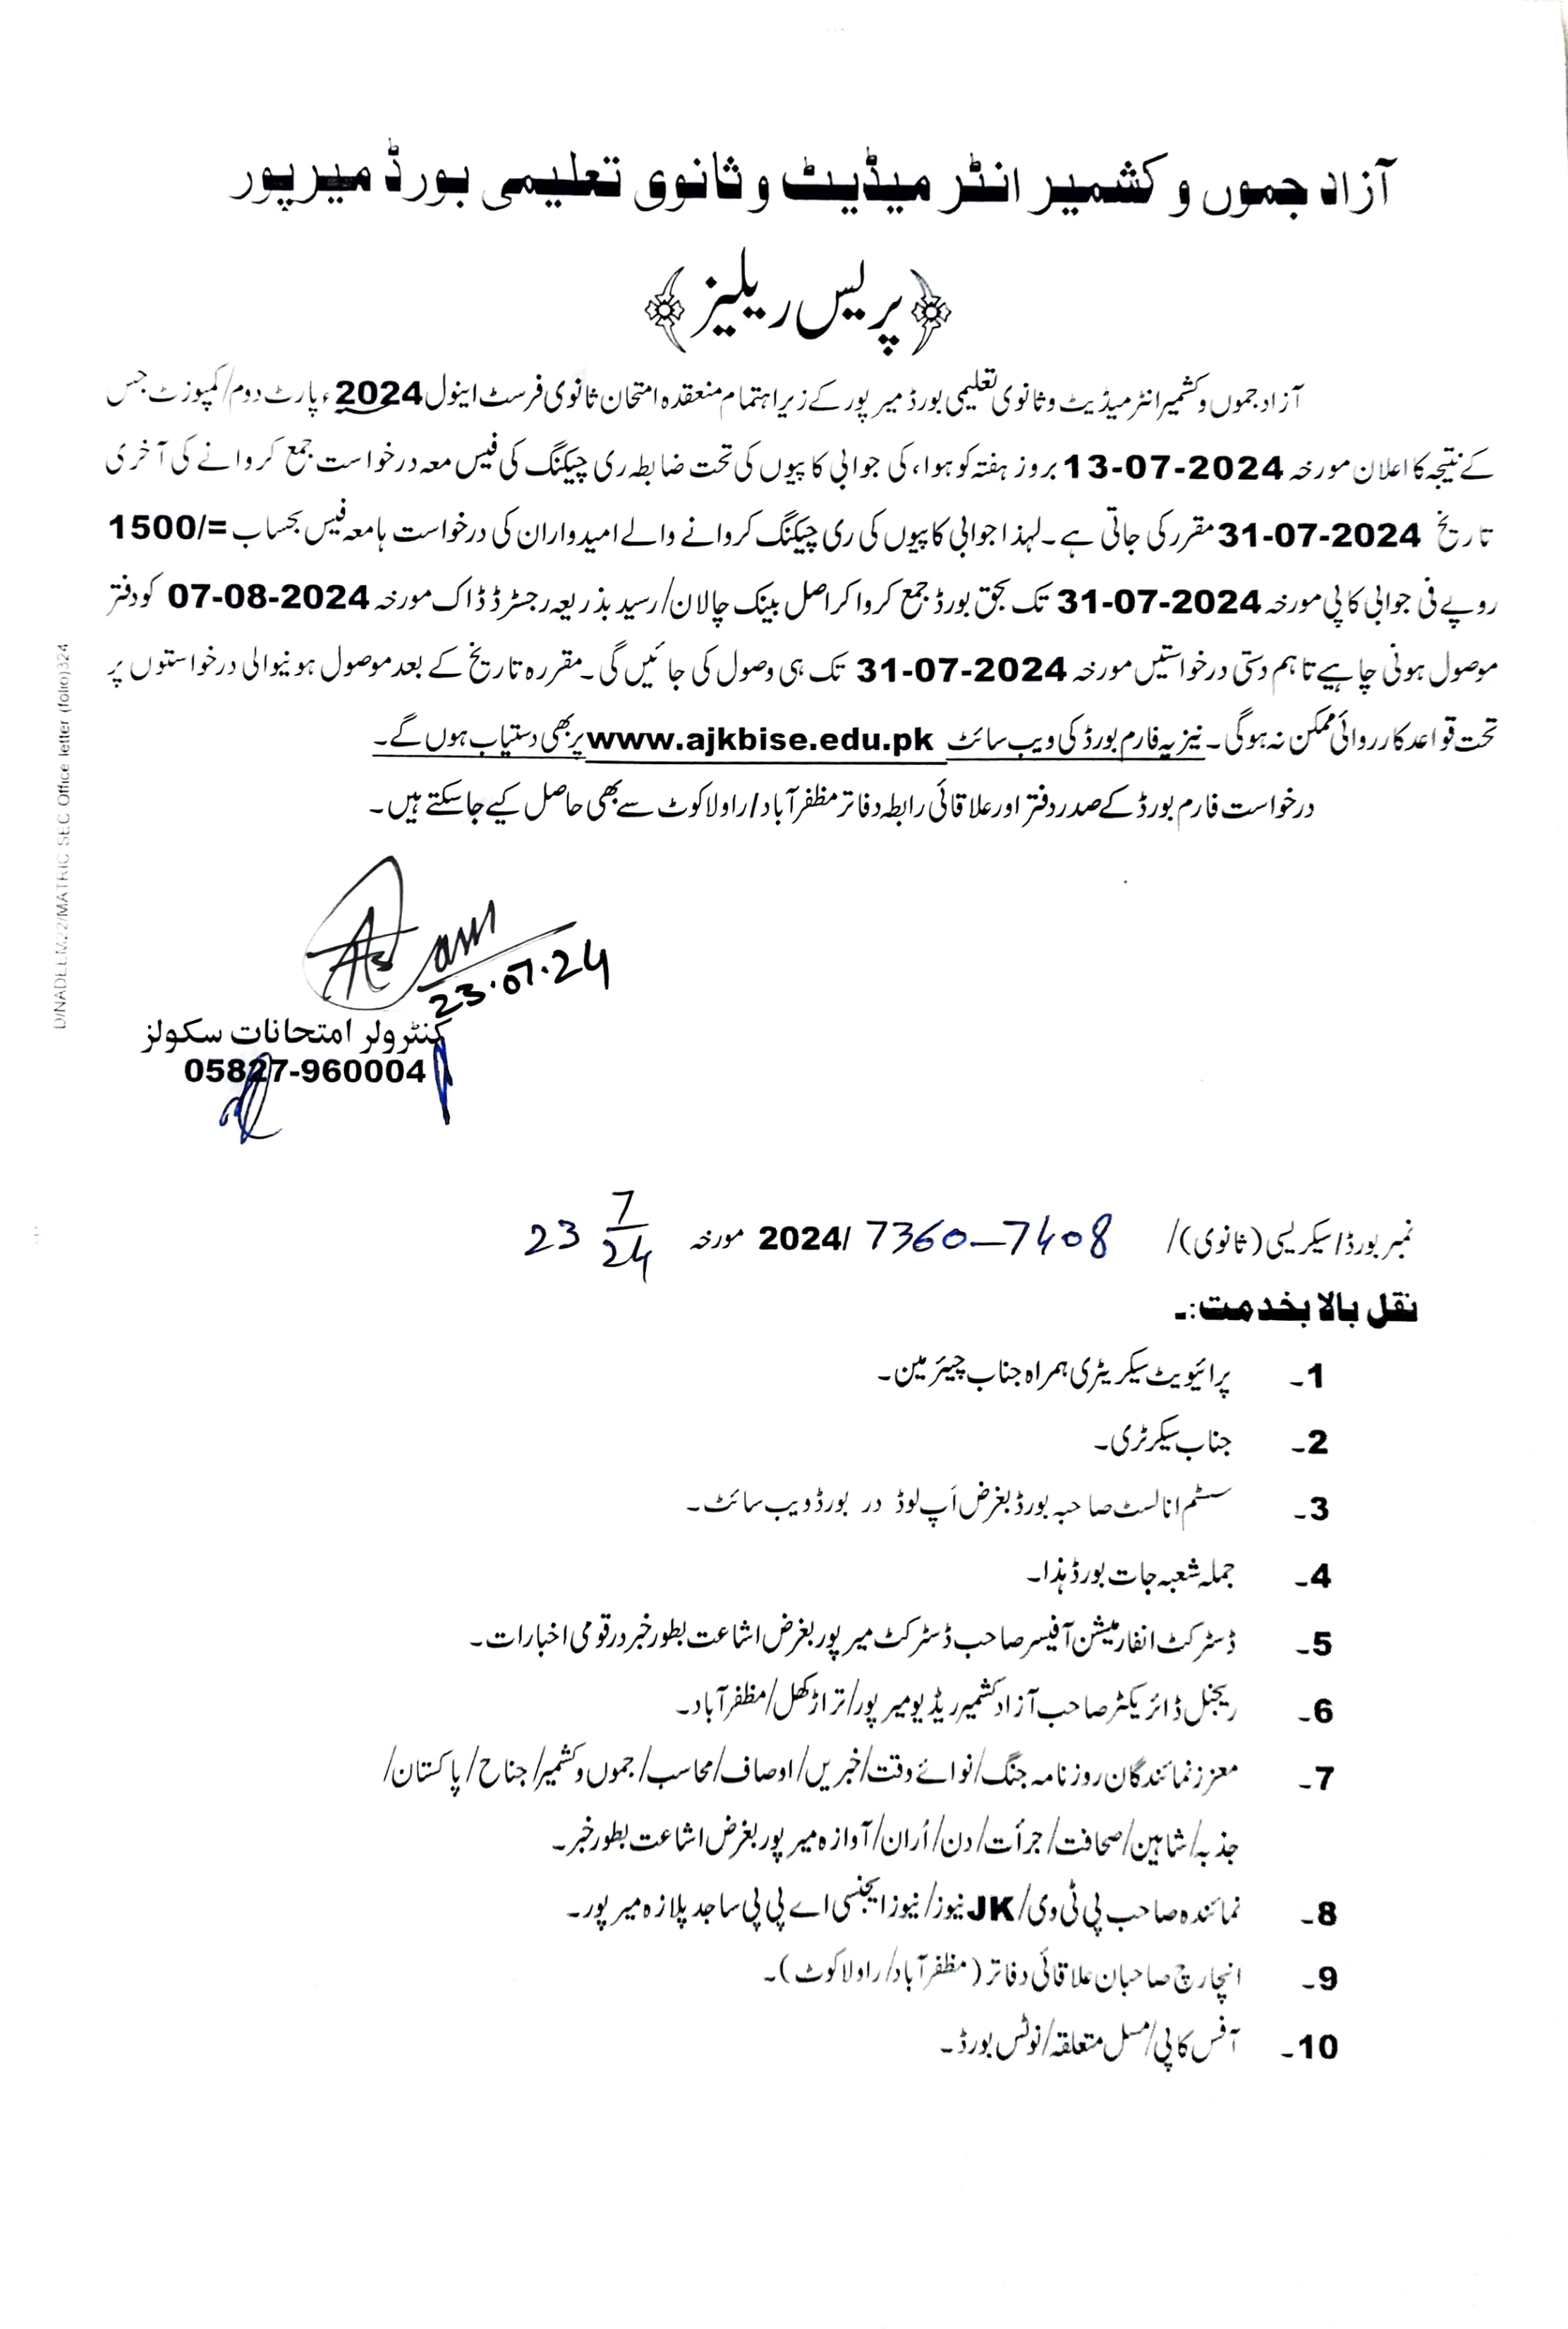 آزاد جموں و کشمیر انٹر میڈیٹ و ثانوی تعلیمی بورڈ میرپور
﴿پریس ریلیز﴾
آزاد جموں و کشمیر انٹر میڈیٹ و ثانوی تعلیمی بورڈ میرپور کے زیر اہتمام منعقدہ امتحان ثانوی فرسٹ اینول 2024ء پارٹ دوم/کمپوزٹ جس
کے نتیجہ کا اعلان مورخہ 13-07-2024 بروز ہفتہ کو ہوا، کی جوابی کاپیوں کی تحت ضابطہ ری چیکنگ کی فیس معہ درخواست جمع کروانے کی آخری
تاریخ 31-07-2024 مقرر کی جاتی ہے۔ لہذا جوابی کاپیوں کی ری چیکنگ کروانے والے امیدواران کی درخواست بامعہ فیس بحساب =/1500
روپے فی جوابی کاپی مورخہ 31-07-2024 تک بحق بورڈ جمع کروا کر اصل بینک چالان/رسید بذریعہ رجسٹرڈ ڈاک مورخہ 07-08-2024 کو دفتر
موصول ہونی چاہیے تاہم دستی درخواستیں مورخہ 31-07-2024 تک ہی وصول کی جائیں گی۔ مقررہ تاریخ کے بعد موصول ہونیوالی درخواستوں پر
تحت قواعد کارروائی ممکن نہ ہوگی۔ نیز یہ فارم بورڈ کی ویب سائٹ www.ajkbise.edu.pk پر بھی دستیاب ہوں گے۔
درخواست فارم بورڈ کے صدر دفتر اور علاقائی رابطہ دفاتر مظفرآباد/راولاکوٹ سے بھی حاصل کیے جاسکتے ہیں۔
23.07.24
کنٹرولر امتحانات سکولز
05827-960004
نمبر بورڈ/سیکریسی (ثانوی)/ 7360-7408 /2024 مورخہ 23 7/24
نقل بالا بخدمت:۔
1۔ پرائیویٹ سیکریٹری ہمراہ جناب چیئرمین۔
2۔ جناب سیکرٹری۔
3۔ سسٹم انالسٹ صاحبہ بورڈ بغرض اَپ لوڈ در بورڈ ویب سائٹ۔
4۔ جملہ شعبہ جات بورڈ ہذا۔
5۔ ڈسٹرکٹ انفارمیشن آفیسر صاحب ڈسٹرکٹ میرپور بغرض اشاعت بطور خبر در قومی اخبارات۔
6۔ ریجنل ڈائریکٹر صاحب آزاد کشمیر ریڈیو میرپور/تراڑکھل/مظفرآباد۔
7۔ معزز نمائندگان روزنامہ جنگ/نوائے وقت/خبریں/اوصاف/محاسب/جموں و کشمیر/جناح/پاکستان/
جذبہ/شاہین/صحافت/جرأت/دن/اُران/آوازہ میرپور بغرض اشاعت بطور خبر۔
8۔ نمائندہ صاحب پی ٹی وی/JK نیوز/نیوز ایجنسی اے پی پی ساجد پلازہ میرپور۔
9۔ انچارج صاحبان علاقائی دفاتر (مظفرآباد/راولاکوٹ)۔
10۔ آفس کاپی/مسل متعلقہ/نوٹس بورڈ۔
D/NADEEM22/MATRIC SEC Office letter (folio)324